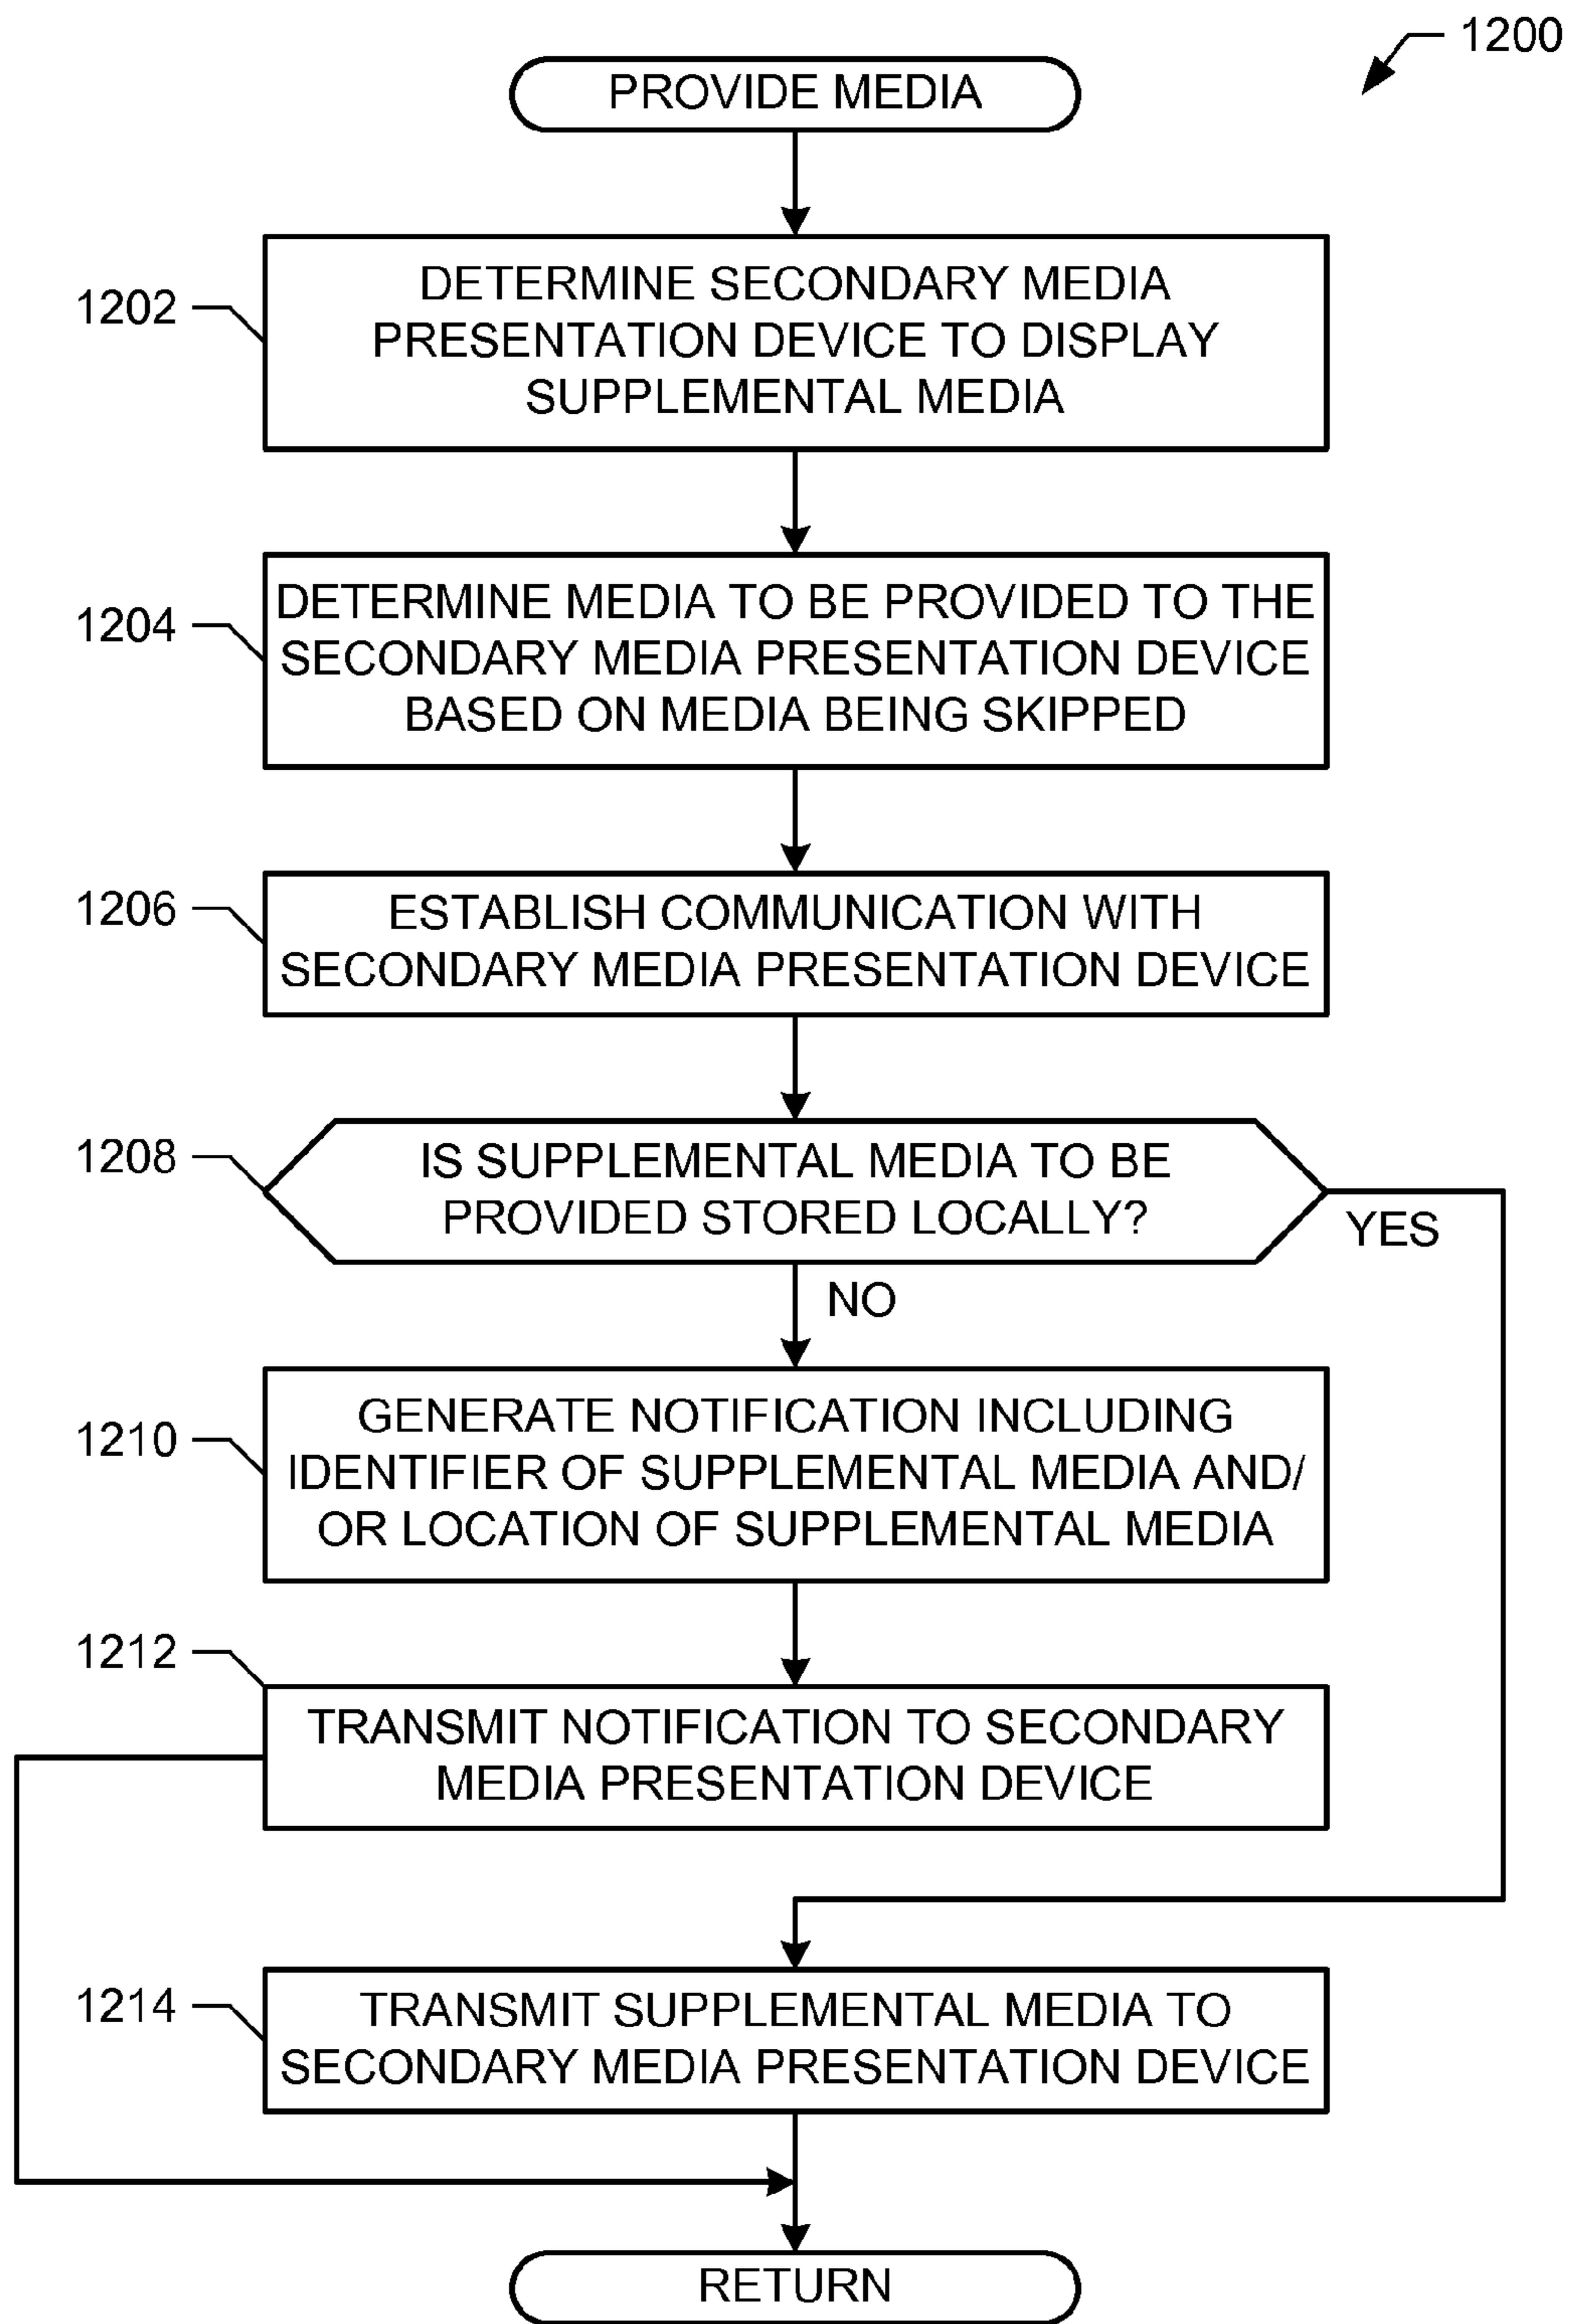 1200
PROVIDE MEDIA
1202
DETERMINE SECONDARY MEDIA
PRESENTATION DEVICE TO DISPLAY
SUPPLEMENTAL MEDIA
1204
DETERMINE MEDIA TO BE PROVIDED TO THE
SECONDARY MEDIA PRESENTATION DEVICE
BASED ON MEDIA BEING SKIPPED
1206
ESTABLISH COMMUNICATION WITH
SECONDARY MEDIA PRESENTATION DEVICE
1208
IS SUPPLEMENTAL MEDIA TO BE
PROVIDED STORED LOCALLY?
YES
NO
1210
GENERATE NOTIFICATION INCLUDING
IDENTIFIER OF SUPPLEMENTAL MEDIA AND/
OR LOCATION OF SUPPLEMENTAL MEDIA
1212
TRANSMIT NOTIFICATION TO SECONDARY
MEDIA PRESENTATION DEVICE
1214
TRANSMIT SUPPLEMENTAL MEDIA TO
SECONDARY MEDIA PRESENTATION DEVICE
RETURN